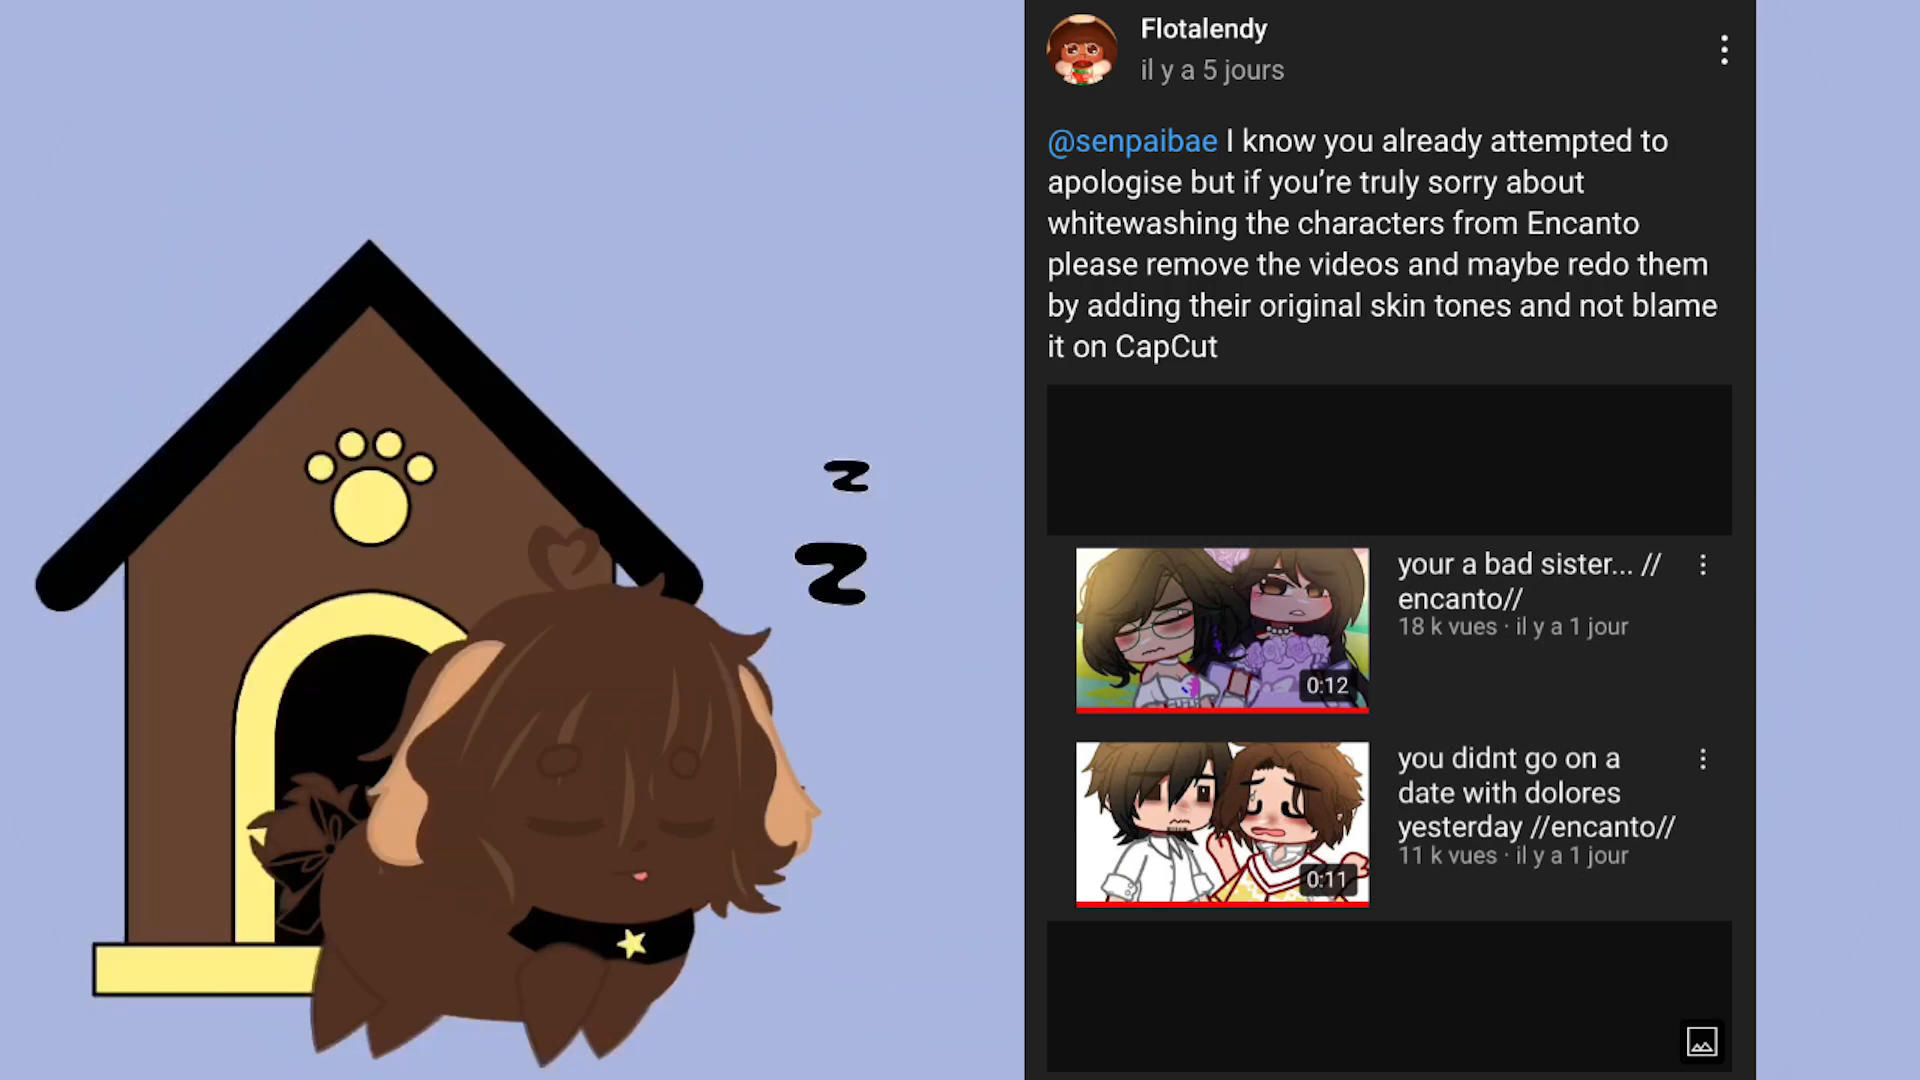 Flotalendy
il y a 5 jours
@senpaibae I know you already attempted to
apologise but if you’re truly sorry about
whitewashing the characters from Encanto
please remove the videos and maybe redo them
by adding their original skin tones and not blame
it on CapCut
z
z
your a bad sister... //
encanto//
18 k vues · il y a 1 jour
0:12
you didnt go on a
date with dolores
yesterday //encanto//
11 k vues · il y a 1 jour
0:11